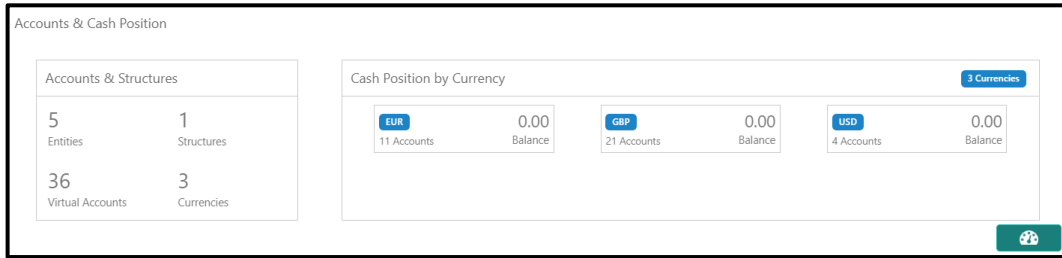 Accounts & Cash Position
Accounts & Structures
5
1
Entities
Structures
36
3
Virtual Accounts
Currencies
Cash Position by Currency
3 Currencies
EUR
0.00
11 Accounts
Balance
GBP
0.00
21 Accounts
Balance
USD
0.00
4 Accounts
Balance